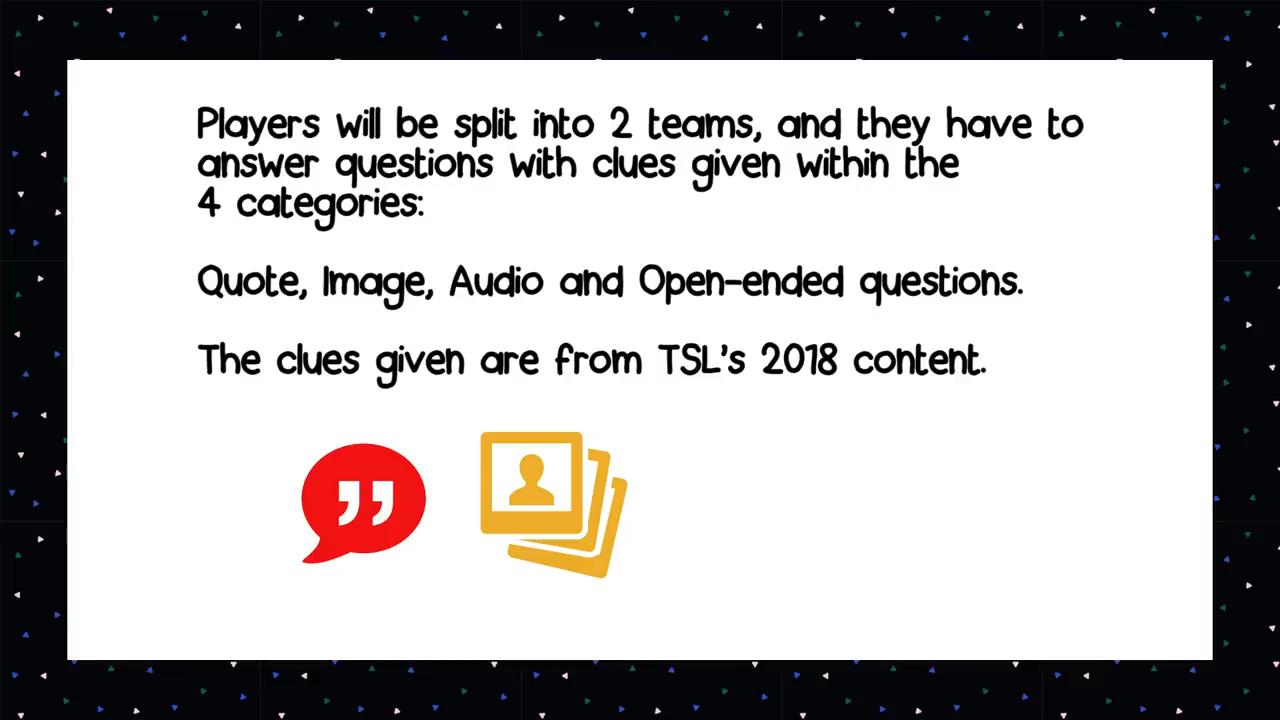 Players will be split into 2 teams, and they have to
answer questions with clues given within the
4 categories:
Quote, Image, Audio and Open-ended questions.
The clues given are from TSL's 2018 content.